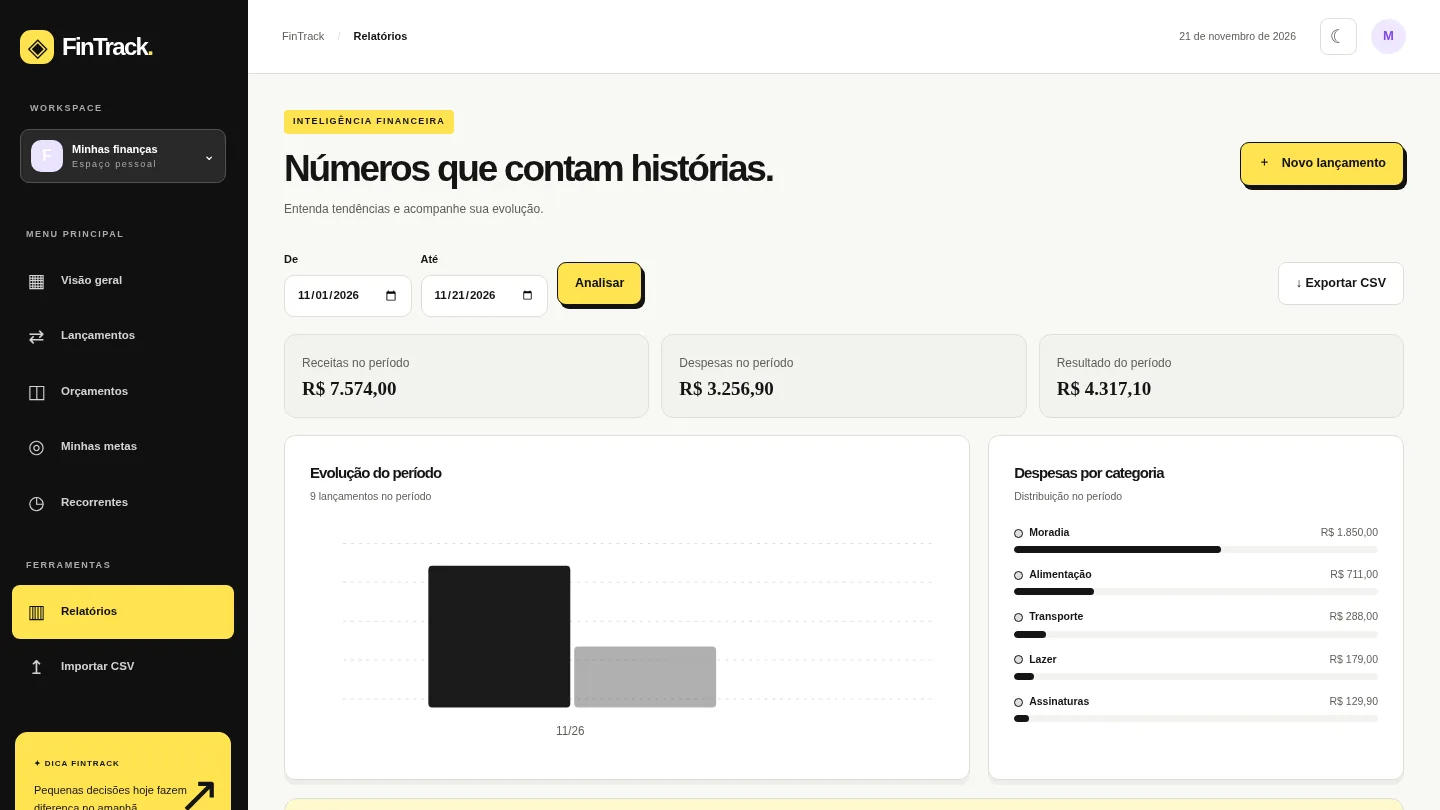 FinTrack.
WORKSPACE
F
Minhas finanças
Espaço pessoal
MENU PRINCIPAL
Visão geral
Lançamentos
Orçamentos
Minhas metas
Recorrentes
FERRAMENTAS
Relatórios
Importar CSV
✦ DICA FINTRACK
Pequenas decisões hoje fazem
diferença no amanhã.
FinTrack / Relatórios
21 de novembro de 2026
M
INTELIGÊNCIA FINANCEIRA
Números que contam histórias.
Entenda tendências e acompanhe sua evolução.
+ Novo lançamento
De
11/01/2026
Até
11/21/2026
Analisar
↓ Exportar CSV
Receitas no período
R$ 7.574,00
Despesas no período
R$ 3.256,90
Resultado do período
R$ 4.317,10
Evolução do período
9 lançamentos no período
11/26
Despesas por categoria
Distribuição no período
Moradia R$ 1.850,00
Alimentação R$ 711,00
Transporte R$ 288,00
Lazer R$ 179,00
Assinaturas R$ 129,90